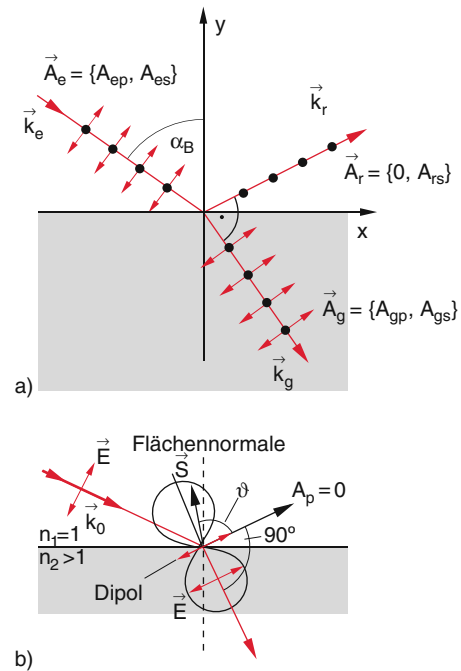 y
A⃗e = {Aep, Aes}
k⃗e
αB
k⃗r
A⃗r = {0, Ars}
x
A⃗g = {Agp, Ags}
k⃗g
a)
Flächennormale
E⃗
S⃗
ϑ
Ap = 0
k⃗0
90°
n1=1
n2 >1
Dipol
E⃗
b)